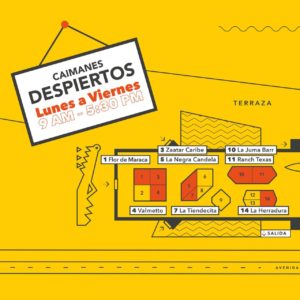 CAIMANES
DESPIERTOS
Lunes a Viernes
9 AM - 5:30 PM
TERRAZA
3 Zaatar Caribe
10 La Juma Barr
1 Flor de Maraca
5 La Negra Candela
11 Ranch Texas
1
2
3
4
5
6
7
8
9
10
11
12
13
14
4 Valmetto
7 La Tiendecita
14 La Herradura
SALIDA
AVENIDA